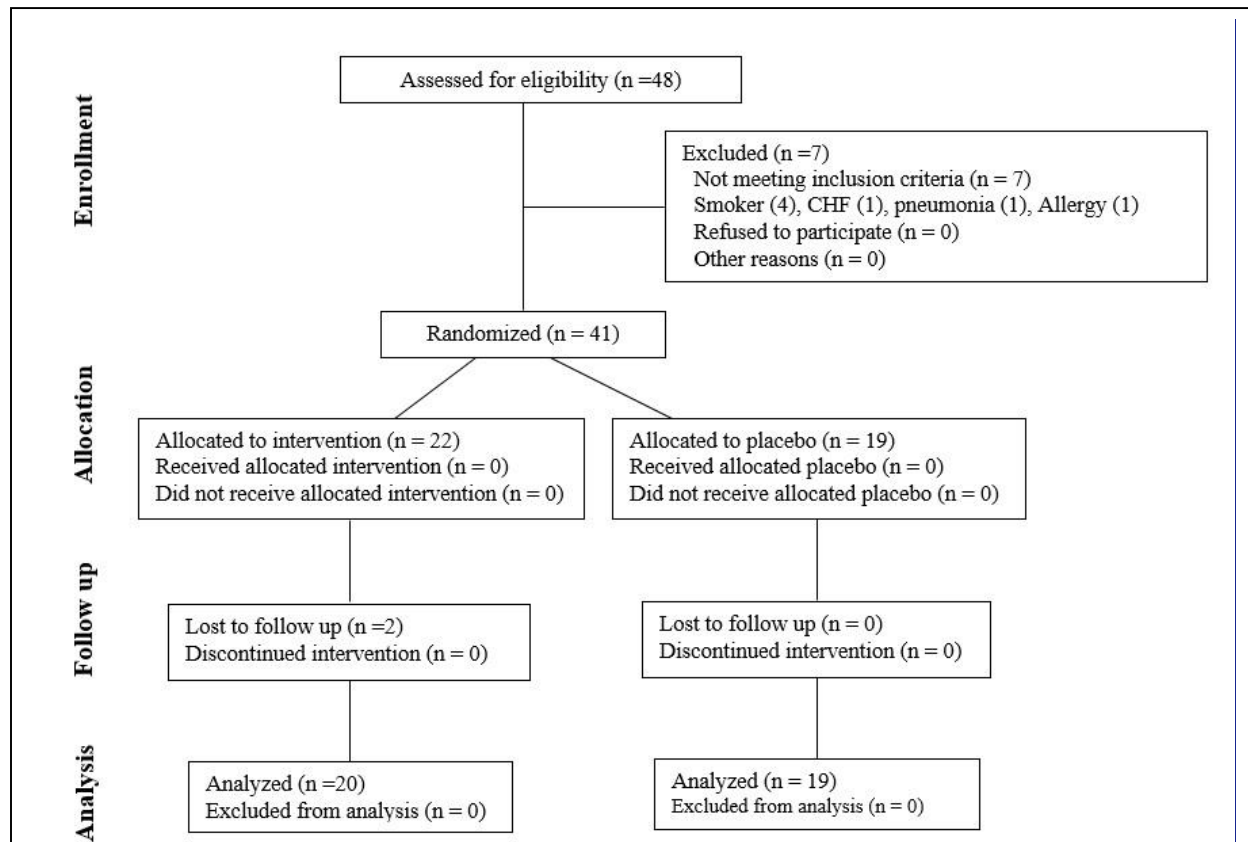 Enrollment
Assessed for eligibility (n =48)
Excluded (n =7)
Not meeting inclusion criteria (n = 7)
Smoker (4), CHF (1), pneumonia (1), Allergy (1)
Refused to participate (n = 0)
Other reasons (n = 0)
Randomized (n = 41)
Allocation
Allocated to intervention (n = 22)
Received allocated intervention (n = 0)
Did not receive allocated intervention (n = 0)
Allocated to placebo (n = 19)
Received allocated placebo (n = 0)
Did not receive allocated placebo (n = 0)
Follow up
Lost to follow up (n =2)
Discontinued intervention (n = 0)
Lost to follow up (n = 0)
Discontinued intervention (n = 0)
Analysis
Analyzed (n =20)
Excluded from analysis (n = 0)
Analyzed (n = 19)
Excluded from analysis (n = 0)